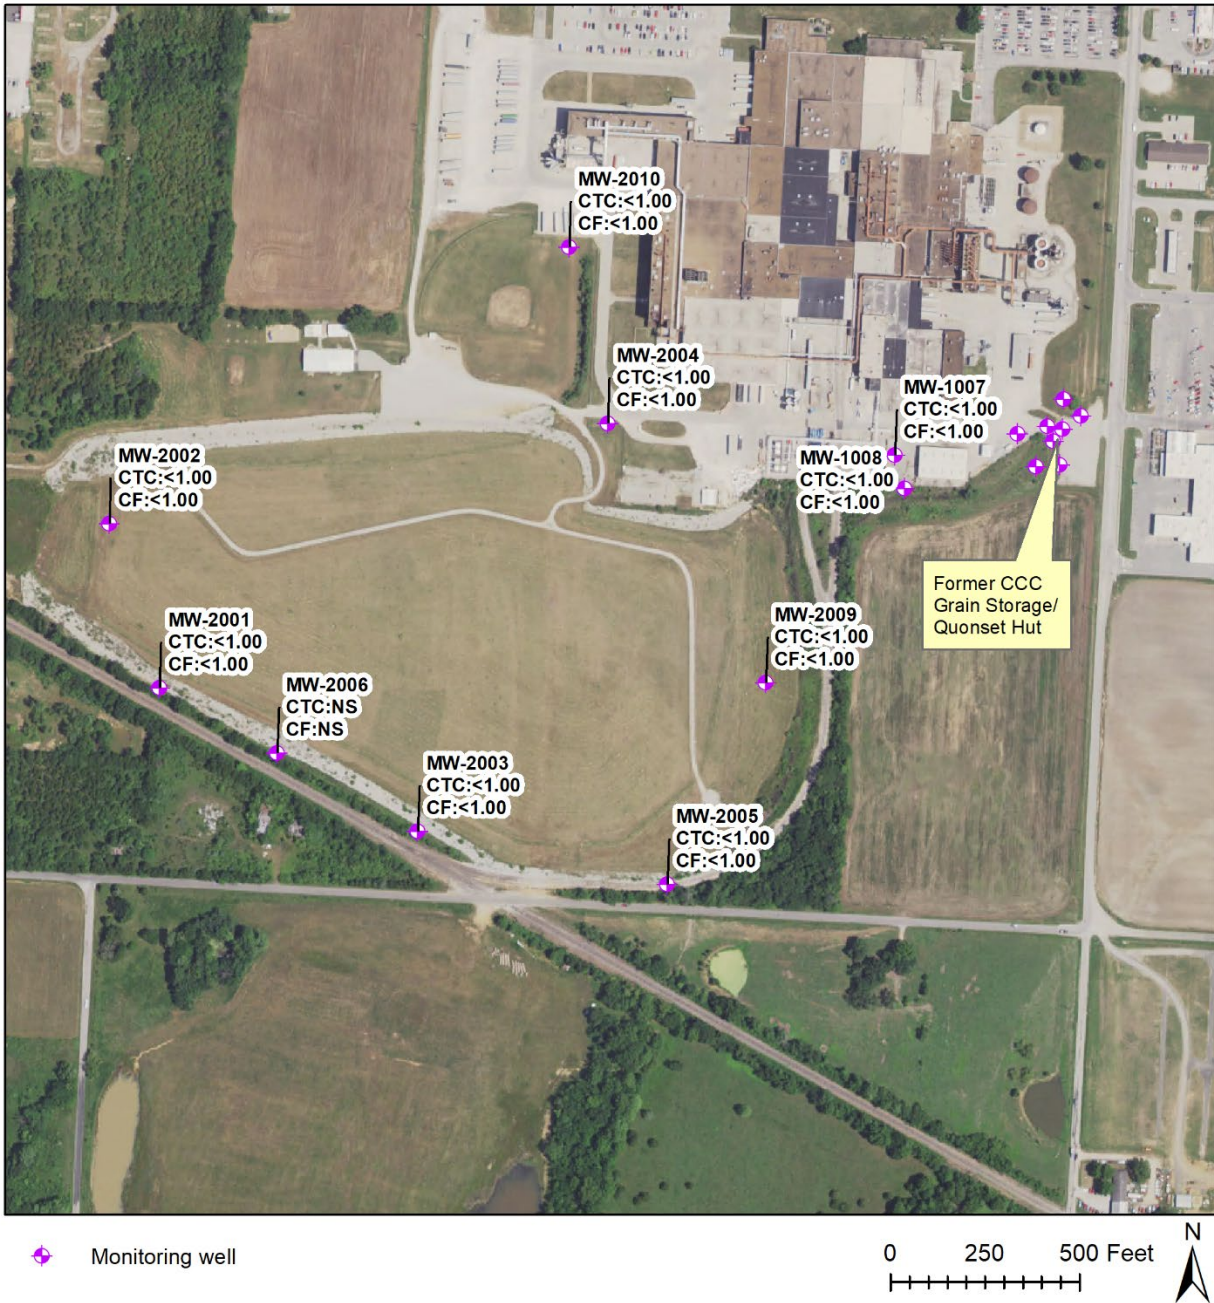 MW-2010
CTC:<1.00
CF:<1.00
MW-2004
CTC:<1.00
CF:<1.00
MW-1007
CTC:<1.00
CF:<1.00
MW-2002
CTC:<1.00
CF:<1.00
MW-1008
CTC:<1.00
CF:<1.00
Former CCC
Grain Storage/
Quonset Hut
MW-2001
CTC:<1.00
CF:<1.00
MW-2009
CTC:<1.00
CF:<1.00
MW-2006
CTC:NS
CF:NS
MW-2003
CTC:<1.00
CF:<1.00
MW-2005
CTC:<1.00
CF:<1.00
Monitoring well
0 250 500 Feet
N